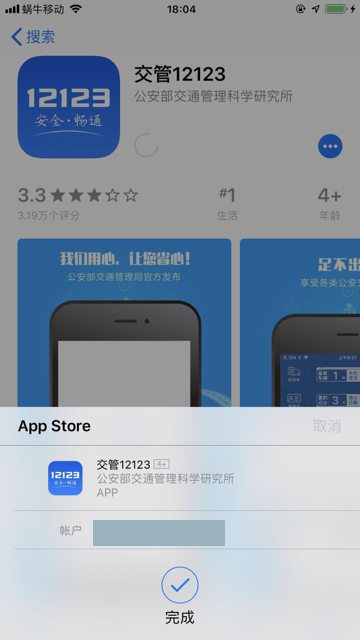 蜗牛移动
18:04
搜索
12123
安全·畅通
交管12123
公安部交通管理科学研究所
3.3
#1
4+
3.19万个评分
生活
年龄
我们用心,让您省心!
公安部交通管理局官方发布
足不出
享受各类公安交
App Store
取消
12123
安全·畅通
交管12123 4+
公安部交通管理科学研究所
APP
帐户
完成